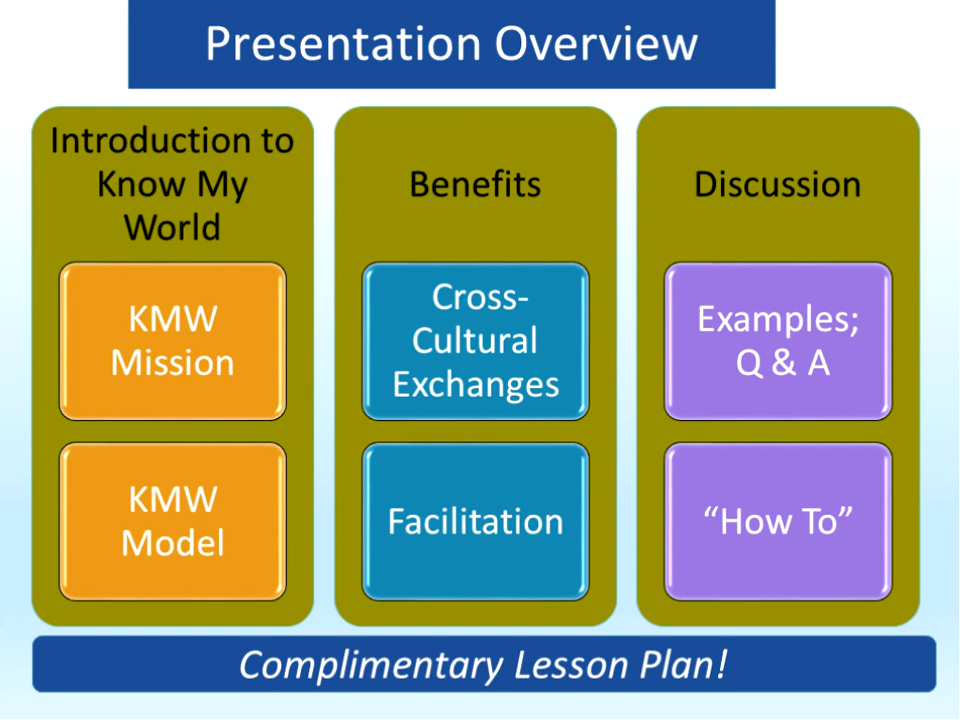 Presentation Overview
Introduction to
Know My
World
KMW
Mission
KMW
Model
Benefits
Cross-
Cultural
Exchanges
Facilitation
Discussion
Examples;
Q & A
“How To”
Complimentary Lesson Plan!